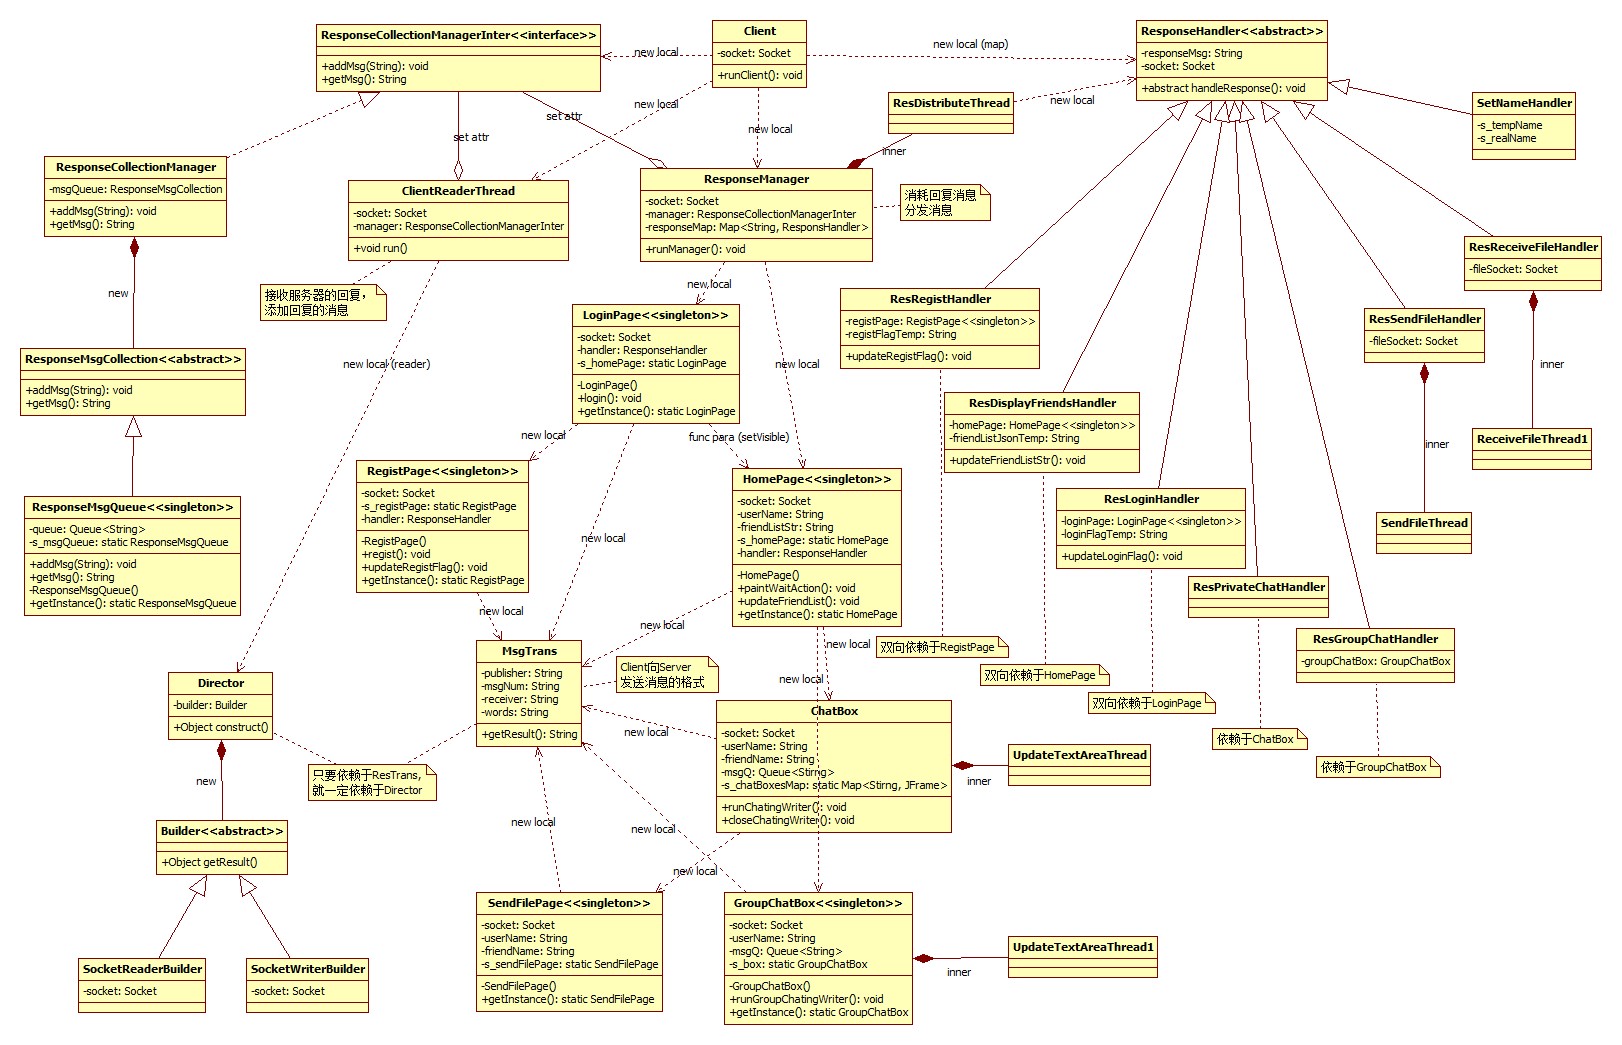 ResponseCollectionManagerInter<<interface>>
+addMsg(String): void
+getMsg(): String
Client
-socket: Socket
+runClient(): void
ResponseHandler<<abstract>>
-responseMsg: String
-socket: Socket
+abstract handleResponse(): void
new local
new local (map)
new local
new local
set attr
set attr
ResDistributeThread
new local
inner
SetNameHandler
-s_tempName
-s_realName
ResponseCollectionManager
-msgQueue: ResponseMsgCollection
+addMsg(String): void
+getMsg(): String
new
ClientReaderThread
-socket: Socket
-manager: ResponseCollectionManagerInter
+void run()
接收服务器的回复，
添加回复的消息
new local (reader)
ResponseManager
-socket: Socket
-manager: ResponseCollectionManagerInter
-responseMap: Map<String, ResponsHandler>
+runManager(): void
消耗回复消息
分发消息
new local
new local
ResReceiveFileHandler
-fileSocket: Socket
inner
ResSendFileHandler
-fileSocket: Socket
inner
ReceiveFileThread1
SendFileThread
ResRegistHandler
-registPage: RegistPage<<singleton>>
-registFlagTemp: String
+updateRegistFlag(): void
LoginPage<<singleton>>
-socket: Socket
-handler: ResponseHandler
-s_homePage: static LoginPage
-LoginPage()
+login(): void
+getInstance(): static LoginPage
ResponseMsgCollection<<abstract>>
+addMsg(String): void
+getMsg(): String
ResDisplayFriendsHandler
-homePage: HomePage<<singleton>>
-friendListJsonTemp: String
+updateFriendListStr(): void
new local
func para (setVisible)
new local
RegistPage<<singleton>>
-socket: Socket
-s_registPage: static RegistPage
-handler: ResponseHandler
-RegistPage()
+regist(): void
+updateRegistFlag(): void
+getInstance(): static RegistPage
HomePage<<singleton>>
-socket: Socket
-userName: String
-friendListStr: String
-s_homePage: static HomePage
-handler: ResponseHandler
-HomePage()
+paintWaitAction(): void
+updateFriendList(): void
+getInstance(): static HomePage
ResLoginHandler
-loginPage: LoginPage<<singleton>>
-loginFlagTemp: String
+updateLoginFlag(): void
ResponseMsgQueue<<singleton>>
-queue: Queue<String>
-s_msgQueue: static ResponseMsgQueue
+addMsg(String): void
+getMsg(): String
-ResponseMsgQueue()
+getInstance(): static ResponseMsgQueue
ResPrivateChatHandler
ResGroupChatHandler
-groupChatBox: GroupChatBox
new local
new local
new local
new local
双向依赖于RegistPage
双向依赖于HomePage
双向依赖于LoginPage
依赖于ChatBox
依赖于GroupChatBox
MsgTrans
-publisher: String
-msgNum: String
-receiver: String
-words: String
+getResult(): String
Client向Server
发送消息的格式
Director
-builder: Builder
+Object construct()
new
只要依赖于ResTrans,
就一定依赖于Director
ChatBox
-socket: Socket
-userName: String
-friendName: String
-msgQ: Queue<Stirng>
-s_chatBoxesMap: static Map<Stirng, JFrame>
+runChatingWriter(): void
+closeChatingWriter(): void
new local
UpdateTextAreaThread
inner
Builder<<abstract>>
+Object getResult()
new local
new local
new local
SocketReaderBuilder
-socket: Socket
SocketWriterBuilder
-socket: Socket
SendFilePage<<singleton>>
-socket: Socket
-userName: String
-friendName: String
-s_sendFilePage: static SendFilePage
-SendFilePage()
+getInstance(): static SendFilePage
GroupChatBox<<singleton>>
-socket: Socket
-userName: String
-msgQ: Queue<String>
-s_box: static GroupChatBox
-GroupChatBox()
+runGroupChatingWriter(): void
+getInstance(): static GroupChatBox
UpdateTextAreaThread1
inner